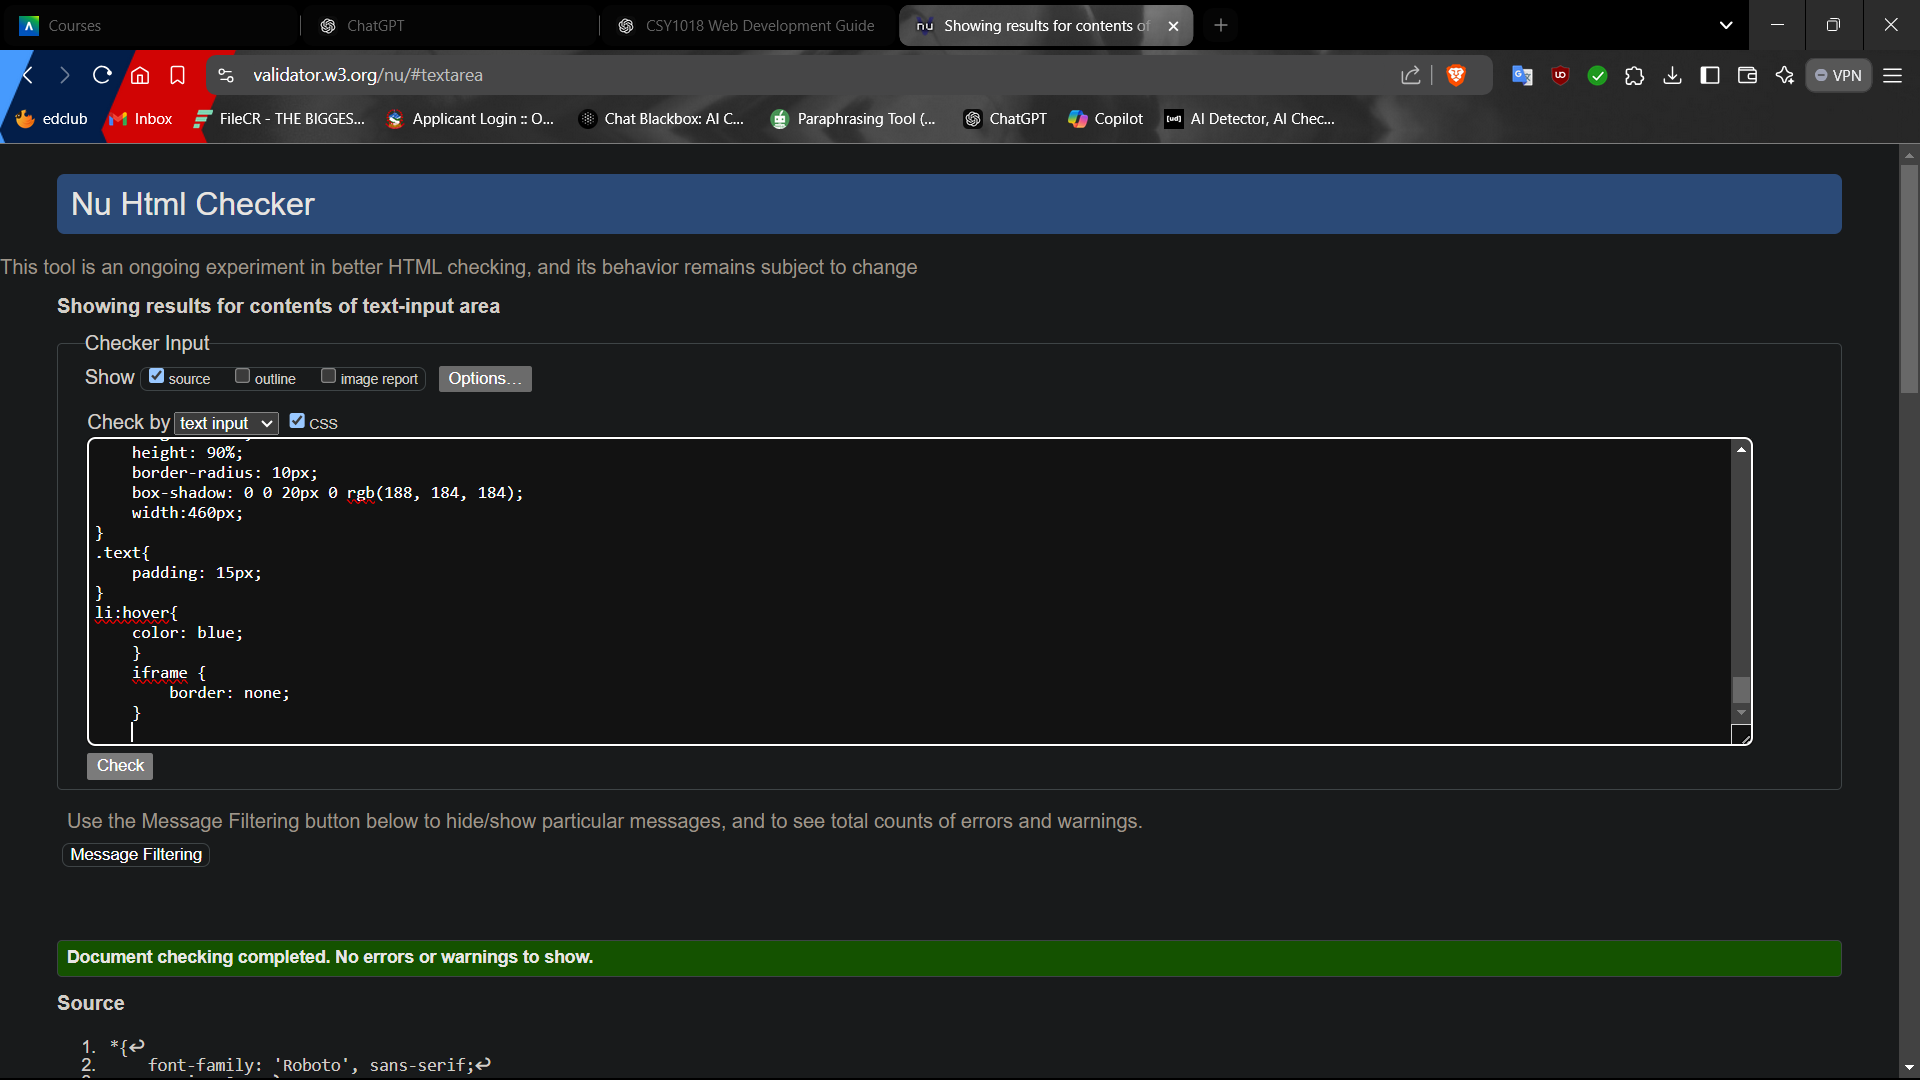 Courses
ChatGPT
CSY1018 Web Development Guide
nu Showing results for contents of
validator.w3.org/nu/#textarea
VPN
edclub
Inbox
FileCR - THE BIGGES...
Applicant Login :: O...
Chat Blackbox: AI C...
Paraphrasing Tool (...
ChatGPT
Copilot
AI Detector, AI Chec...
Nu Html Checker
This tool is an ongoing experiment in better HTML checking, and its behavior remains subject to change
Showing results for contents of text-input area
Checker Input
Show source outline image report Options...
Check by text input CSS
height: 90%;
border-radius: 10px;
box-shadow: 0 0 20px 0 rgb(188, 184, 184);
width:460px;
}
.text{
padding: 15px;
}
li:hover{
color: blue;
}
iframe {
border: none;
}
Check
Use the Message Filtering button below to hide/show particular messages, and to see total counts of errors and warnings.
Message Filtering
Document checking completed. No errors or warnings to show.
Source
1. *{↩
2. font-family: 'Roboto', sans-serif;↩